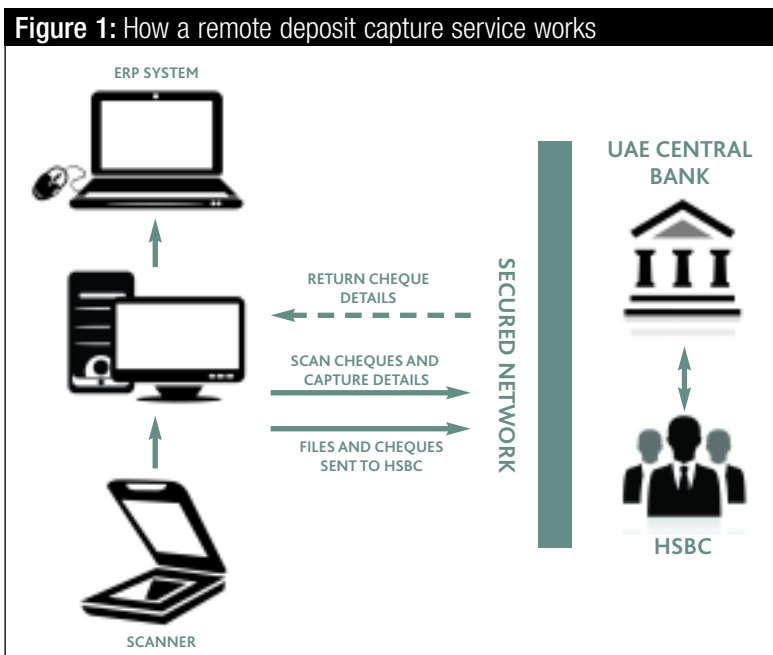 Figure 1: How a remote deposit capture service works
ERP SYSTEM
UAE CENTRAL
BANK
RETURN CHEQUE
DETAILS
SCAN CHEQUES AND
CAPTURE DETAILS
FILES AND CHEQUES
SENT TO HSBC
SECURED NETWORK
HSBC
SCANNER